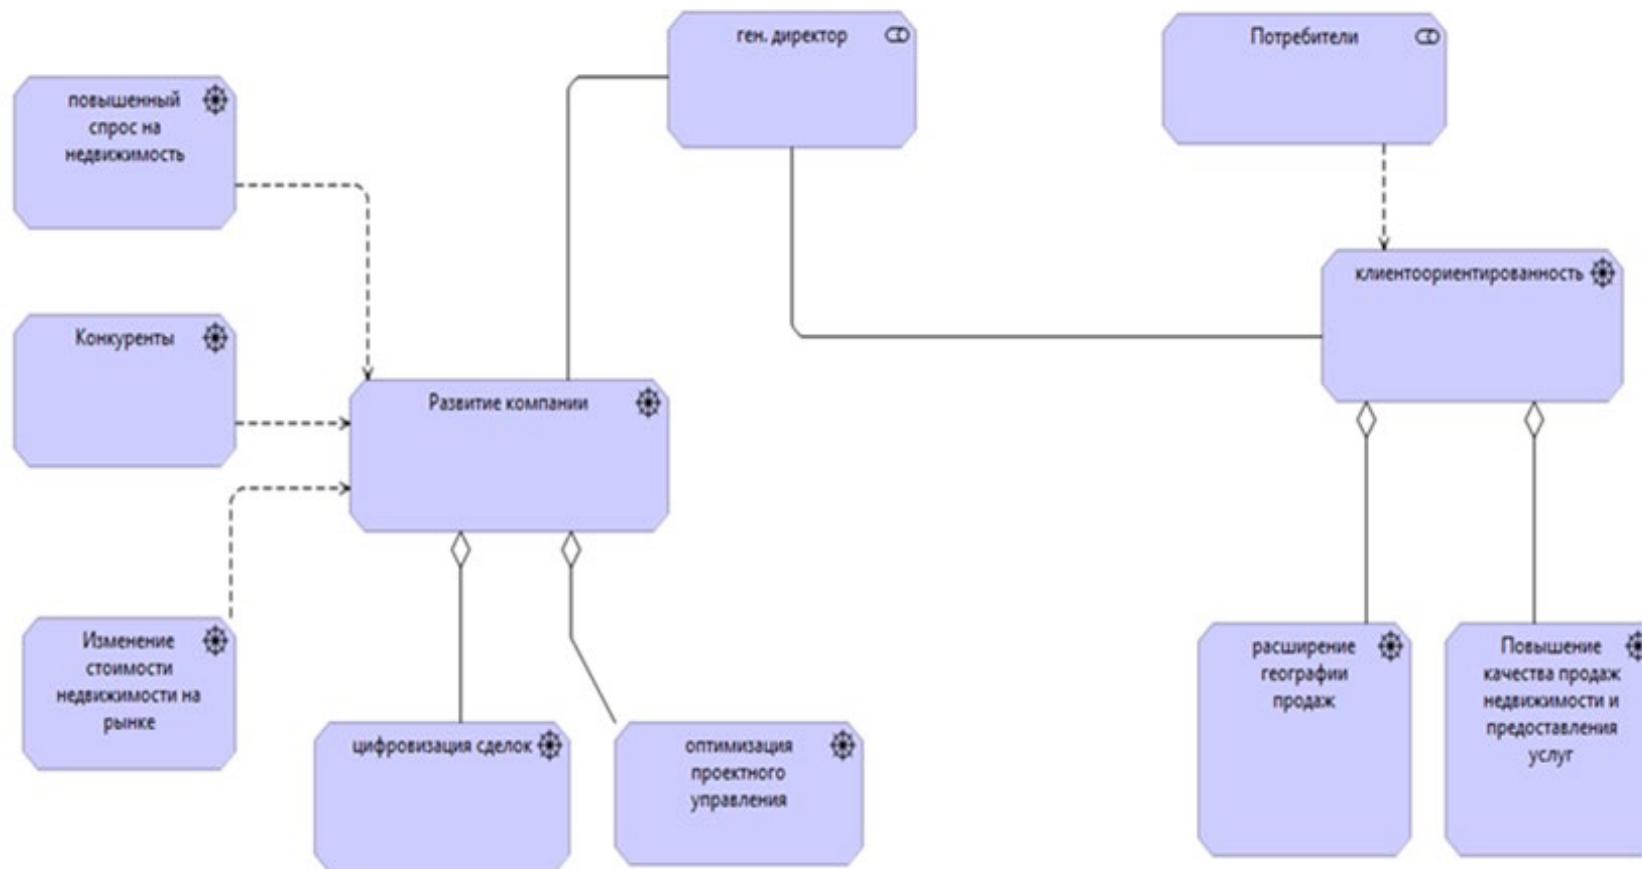 ген. директор
Потребители
повышенный
спрос на
недвижимость
клиентоориентированность
Конкуренты
Развитие компании
Изменение
стоимости
недвижимости на
рынке
расширение
географии
продаж
Повышение
качества продаж
недвижимости и
предоставления
услуг
цифровизация сделок
оптимизация
проектного
управления